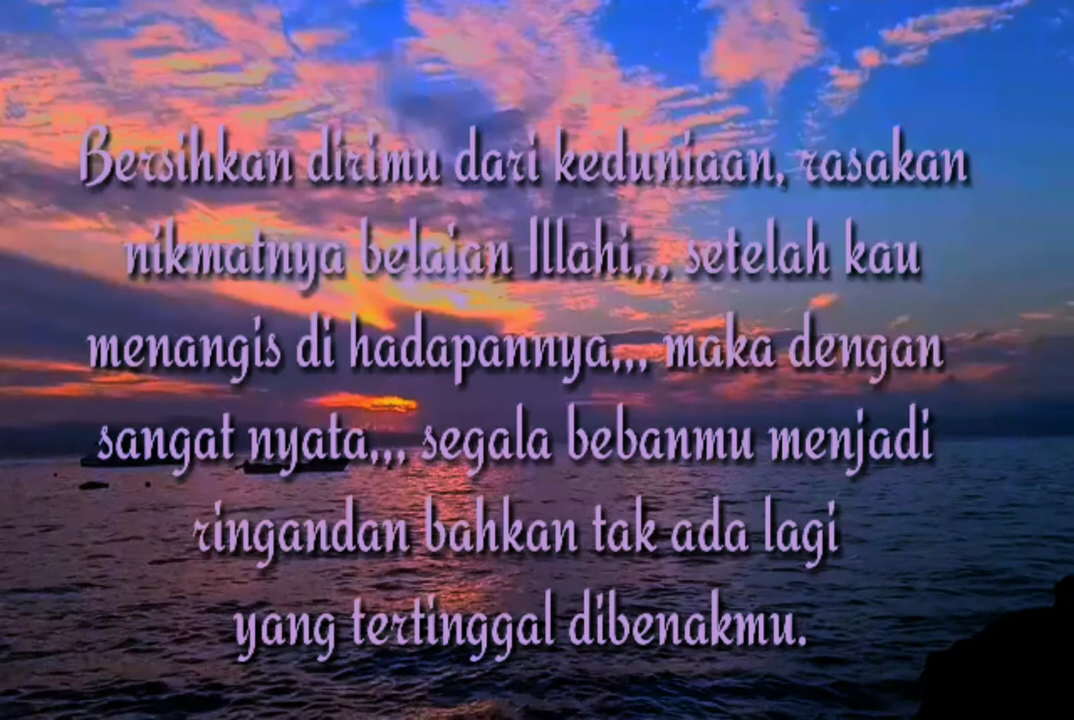 Bersihkan dirimu dari keduniaan, rasakan
nikmatnya belaian Illahi,,, setelah kau
menangis di hadapannya,,, maka dengan
sangat nyata,,, segala bebanmu menjadi
ringandan bahkan tak ada lagi
yang tertinggal dibenakmu.